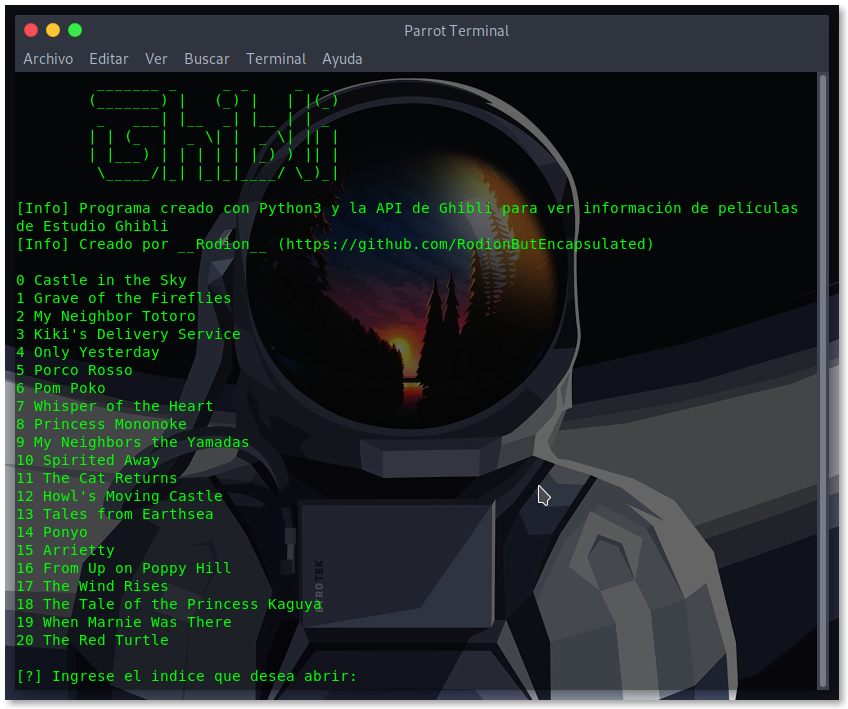 Parrot Terminal
Archivo Editar Ver Buscar Terminal Ayuda
Ghibli
[Info] Programa creado con Python3 y la API de Ghibli para ver información de películas
de Estudio Ghibli
[Info] Creado por __Rodion__ (https://github.com/RodionButEncapsulated)
0 Castle in the Sky
1 Grave of the Fireflies
2 My Neighbor Totoro
3 Kiki's Delivery Service
4 Only Yesterday
5 Porco Rosso
6 Pom Poko
7 Whisper of the Heart
8 Princess Mononoke
9 My Neighbors the Yamadas
10 Spirited Away
11 The Cat Returns
12 Howl's Moving Castle
13 Tales from Earthsea
14 Ponyo
15 Arrietty
16 From Up on Poppy Hill
17 The Wind Rises
18 The Tale of the Princess Kaguya
19 When Marnie Was There
20 The Red Turtle
[?] Ingrese el indice que desea abrir: